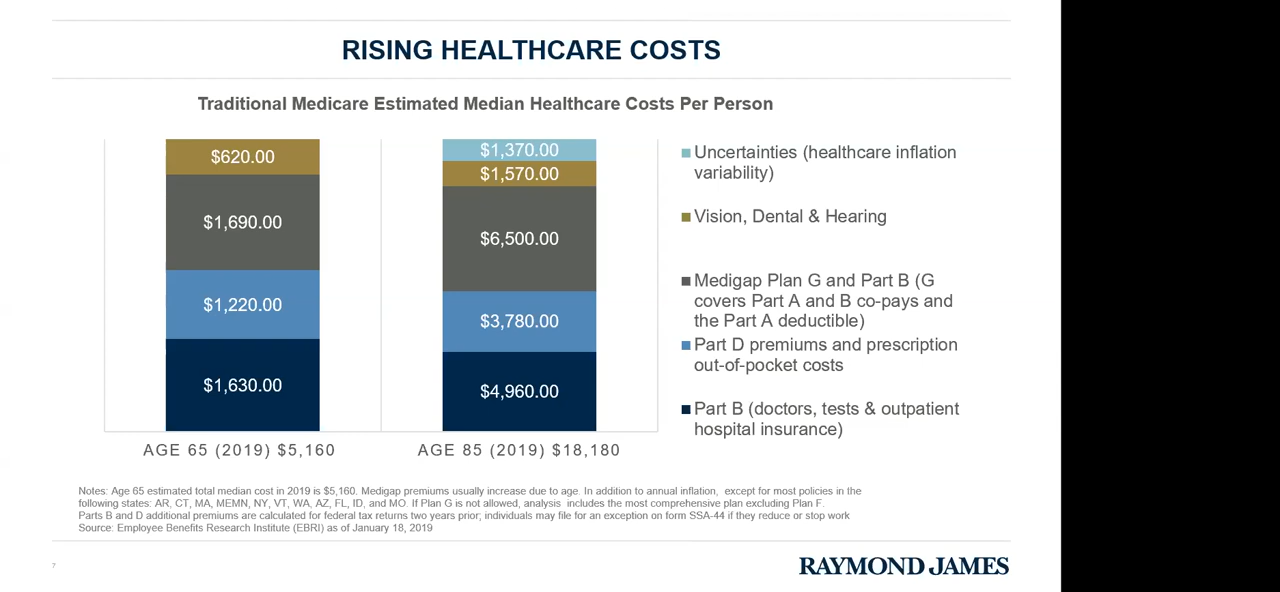 RISING HEALTHCARE COSTS
Traditional Medicare Estimated Median Healthcare Costs Per Person
$620.00
$1,690.00
$1,220.00
$1,630.00
AGE 65 (2019) $5,160
$1,370.00
$1,570.00
$6,500.00
$3,780.00
$4,960.00
AGE 85 (2019) $18,180
Uncertainties (healthcare inflation
variability)
Vision, Dental & Hearing
Medigap Plan G and Part B (G
covers Part A and B co-pays and
the Part A deductible)
Part D premiums and prescription
out-of-pocket costs
Part B (doctors, tests & outpatient
hospital insurance)
Notes: Age 65 estimated total median cost in 2019 is $5,160. Medigap premiums usually increase due to age. In addition to annual inflation, except for most policies in the
following states: AR, CT, MA, MEMN, NY, VT, WA, AZ, FL, ID, and MO. If Plan G is not allowed, analysis includes the most comprehensive plan excluding Plan F.
Parts B and D additional premiums are calculated for federal tax returns two years prior; individuals may file for an exception on form SSA-44 if they reduce or stop work
Source: Employee Benefits Research Institute (EBRI) as of January 18, 2019
7
RAYMOND JAMES